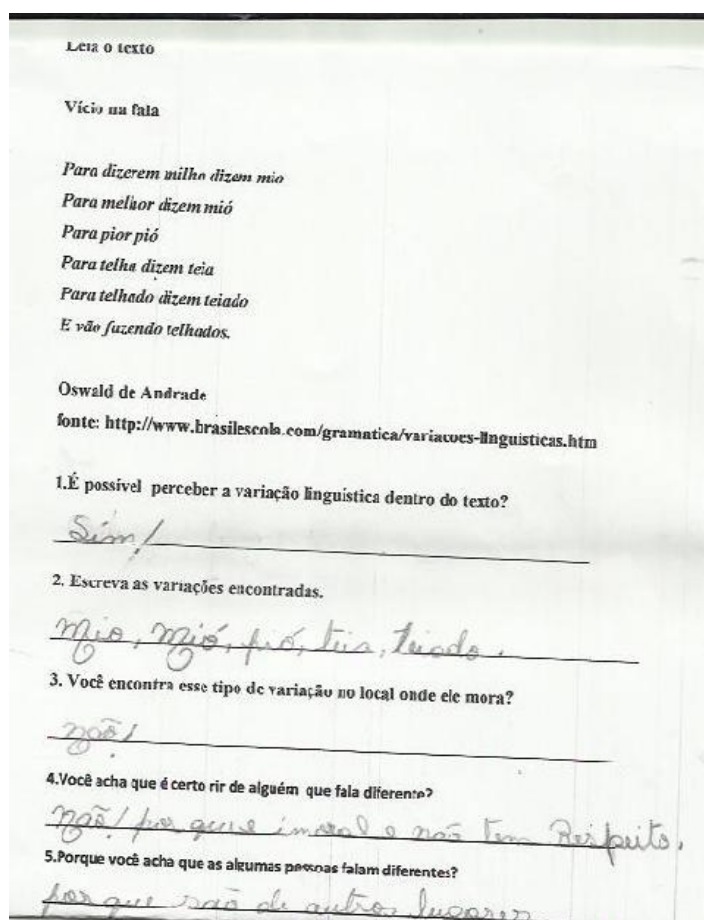 Leia o texto
Vício na fala
Para dizerem milho dizem mio
Para melhor dizem mió
Para pior pió
Para telha dizem teia
Para telhado dizem teiado
E vão fazendo telhados.
Oswald de Andrade
fonte: http://www.brasilescola.com/gramatica/variacoes-linguisticas.htm
1.É possível perceber a variação linguistica dentro do texto?
Sim!
2. Escreva as variações encontradas.
Mio, Mió, pió, teia, teiado.
3. Você encontra esse tipo de variação no local onde ele mora?
não!
4.Você acha que é certo rir de alguém que fala diferente?
não! por que e imoral e não tem Respeito.
5.Porque você acha que as algumas pessoas falam diferentes?
por que são de outros lugares